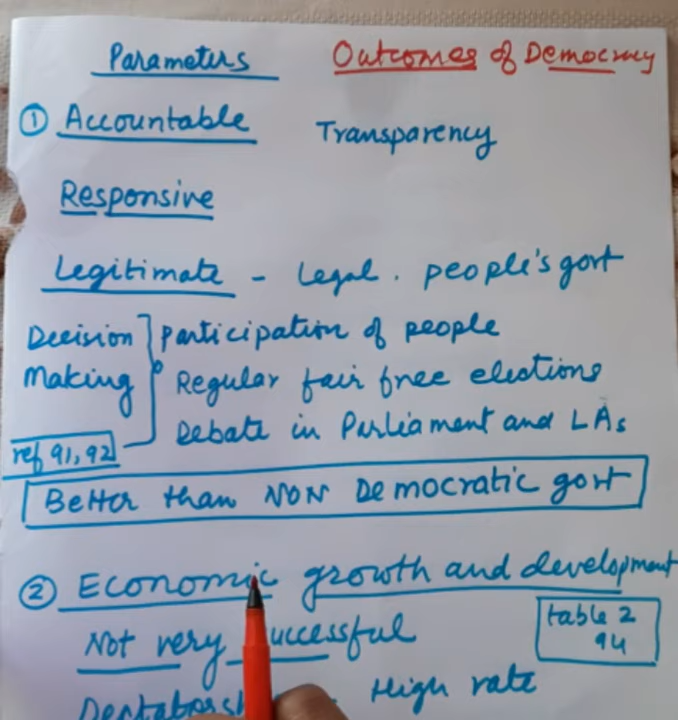 Parameters Outcomes of Democracy
① Accountable Transparency
Responsive
Legitimate - Legal. people's govt
Decision Participation of people
Making Regular fair free elections
Debate in Parliament and LAs
ref 91, 92
Better than NON Democratic govt
② Economic growth and development
Not very successful
table 2
94
High rate